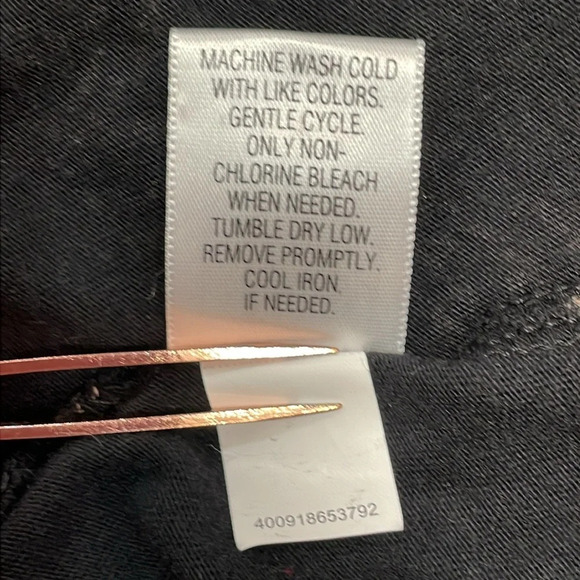 MACHINE WASH COLD
WITH LIKE COLORS.
GENTLE CYCLE.
ONLY NON-
CHLORINE BLEACH
WHEN NEEDED.
TUMBLE DRY LOW.
REMOVE PROMPTLY.
COOL IRON
IF NEEDED.
400918653792